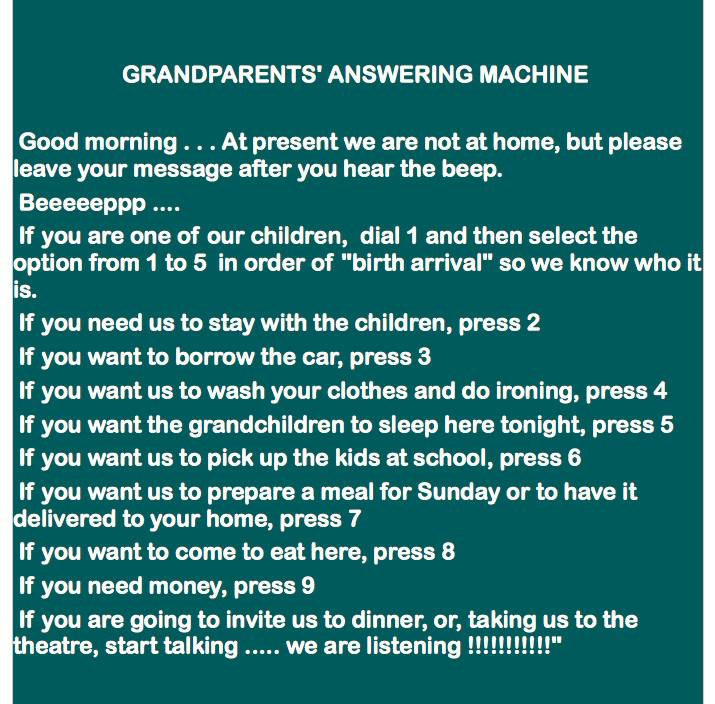 GRANDPARENTS' ANSWERING MACHINE
Good morning . . . At present we are not at home, but please
leave your message after you hear the beep.
Beeeeeppp ....
If you are one of our children,  dial 1 and then select the
option from 1 to 5  in order of "birth arrival" so we know who it
is.
If you need us to stay with the children, press 2
If you want to borrow the car, press 3
If you want us to wash your clothes and do ironing, press 4
If you want the grandchildren to sleep here tonight, press 5
If you want us to pick up the kids at school, press 6
If you want us to prepare a meal for Sunday or to have it
delivered to your home, press 7
If you want to come to eat here, press 8
If you need money, press 9
If you are going to invite us to dinner, or, taking us to the
theatre, start talking ..... we are listening !!!!!!!!!!!"